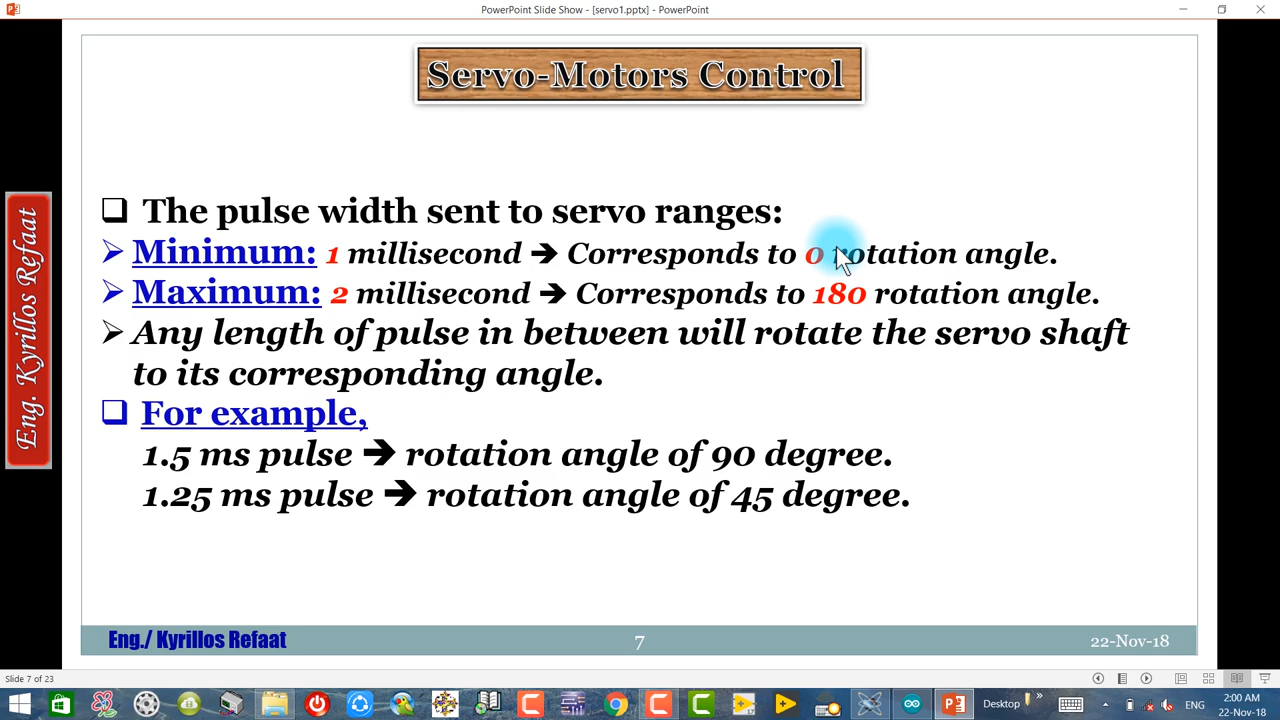 PowerPoint Slide Show - [servo1.pptx] - PowerPoint
Servo-Motors Control
Eng. Kyrillos Refaat
The pulse width sent to servo ranges:
Minimum: 1 millisecond ➔ Corresponds to 0 rotation angle.
Maximum: 2 millisecond ➔ Corresponds to 180 rotation angle.
Any length of pulse in between will rotate the servo shaft
to its corresponding angle.
For example,
1.5 ms pulse ➔ rotation angle of 90 degree.
1.25 ms pulse ➔ rotation angle of 45 degree.
Eng./ Kyrillos Refaat 7 22-Nov-18
Slide 7 of 23
Desktop ENG 2:00 AM
22-Nov-18